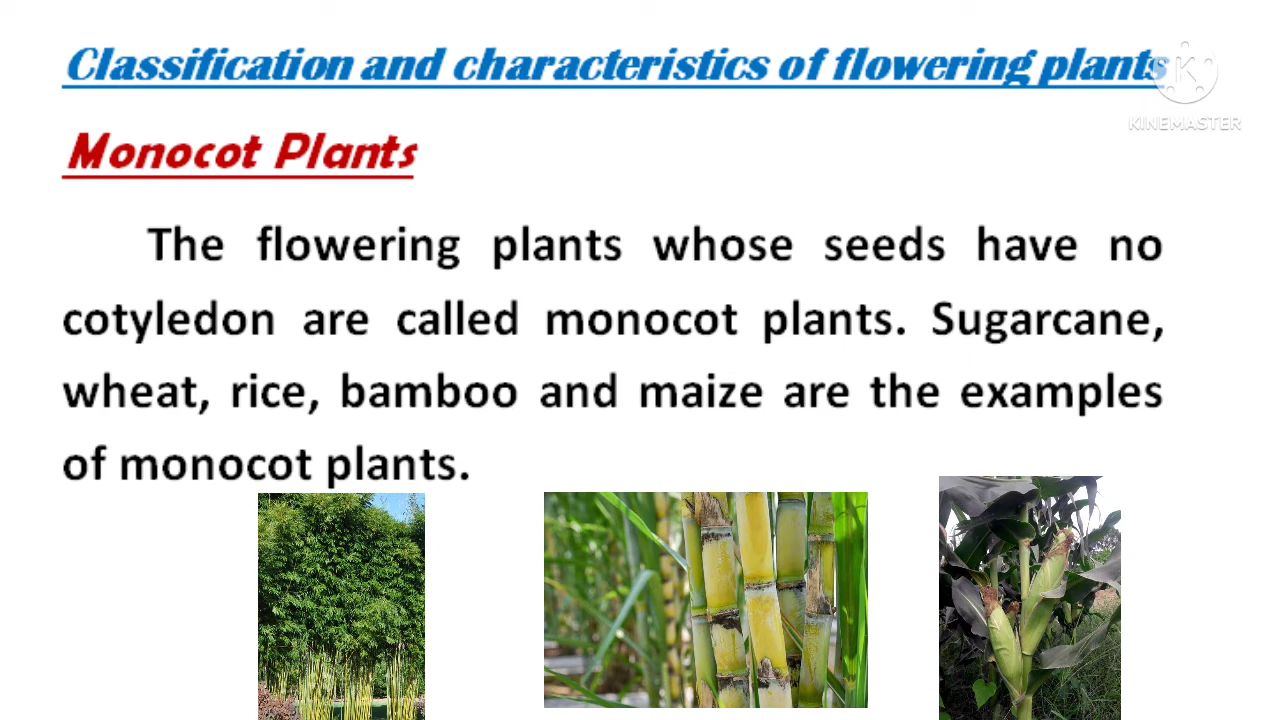 Classification and characteristics of flowering plants
K
KINEMASTER
Monocot Plants
The flowering plants whose seeds have no
cotyledon are called monocot plants. Sugarcane,
wheat, rice, bamboo and maize are the examples
of monocot plants.